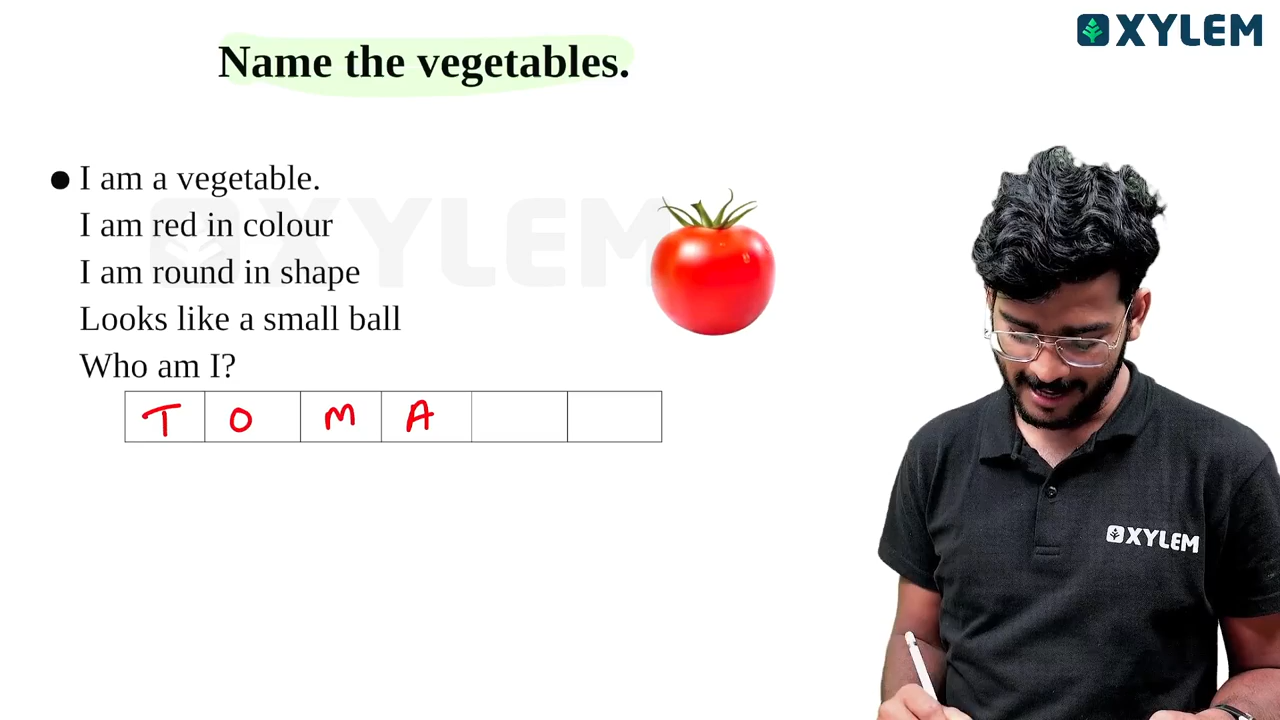 XYLEM
Name the vegetables.
I am a vegetable.
I am red in colour
I am round in shape
Looks like a small ball
Who am I?
T O M A
XYLEM
XYLEM